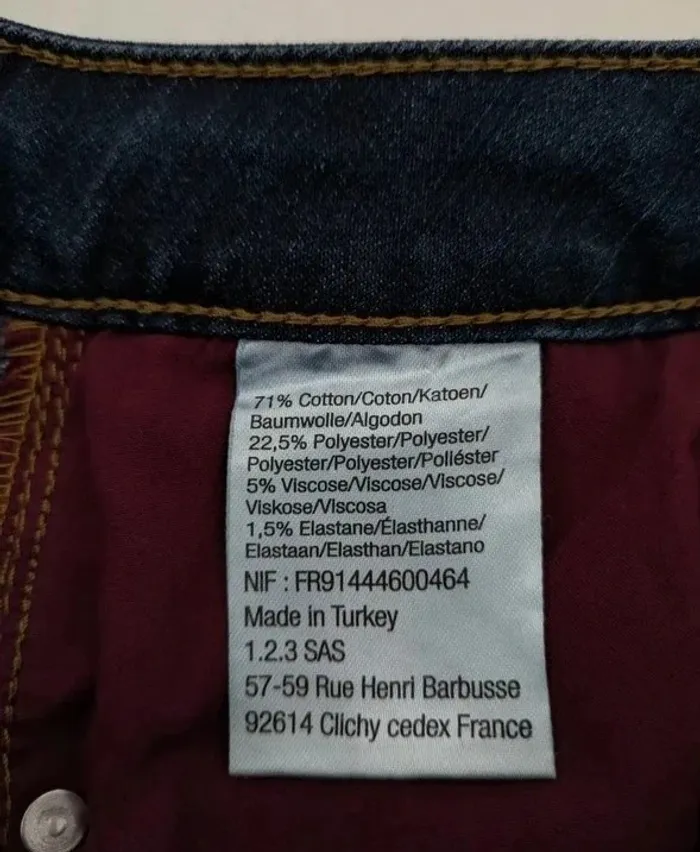 71% Cotton/Coton/Katoen/
Baumwolle/Algodon
22,5% Polyester/Polyester/
Polyester/Polyester/Poliéster
5% Viscose/Viscose/Viscose/
Viskose/Viscosa
1,5% Elastane/Élasthanne/
Elastaan/Elasthan/Elastano
NIF : FR91444600464
Made in Turkey
1.2.3 SAS
57-59 Rue Henri Barbusse
92614 Clichy cedex France